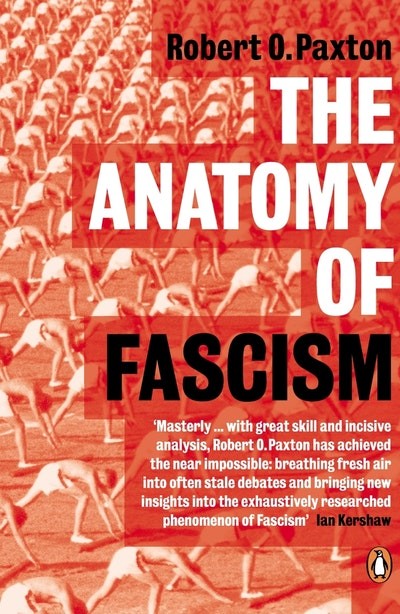 Robert O. Paxton
THE
ANATOMY
OF
FASCISM
‘Masterly ... with great skill and incisive
analysis, Robert O. Paxton has achieved
the near impossible: breathing fresh air
into often stale debates and bringing new
insights into the exhaustively researched
phenomenon of Fascism’ Ian Kershaw